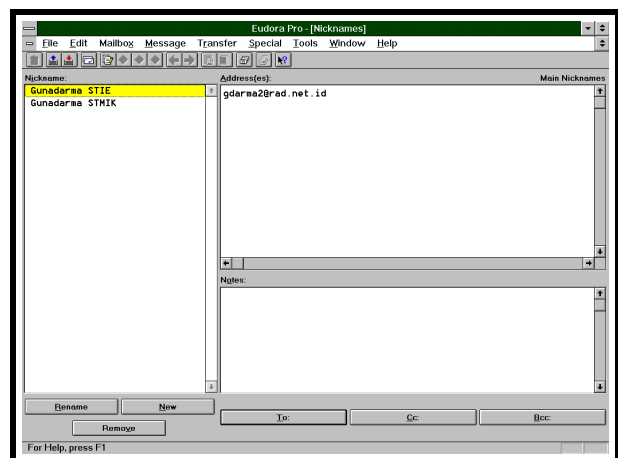 Eudora Pro - [Nicknames]
File Edit Mailbox Message Transfer Special Tools Window Help
Nickname:
Address(es):
Main Nicknames
Gunadarma STIE
Gunadarma STMIK
gdarma2@rad.net.id
Notes:
Rename
New
Remove
To:
Cc:
Bcc:
For Help, press F1